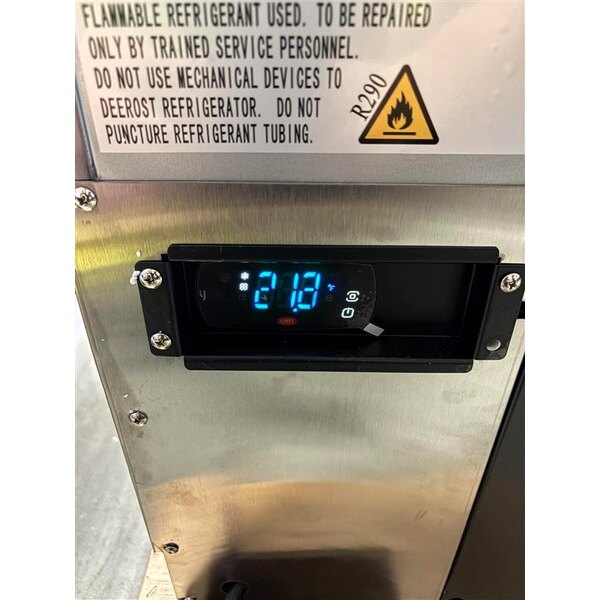 FLAMMABLE REFRIGERANT USED. TO BE REPAIRED
ONLY BY TRAINED SERVICE PERSONNEL.
DO NOT USE MECHANICAL DEVICES TO
DEEROST REFRIGERATOR. DO NOT
PUNCTURE REFRIGERANT TUBING.
R290
21.8 °F